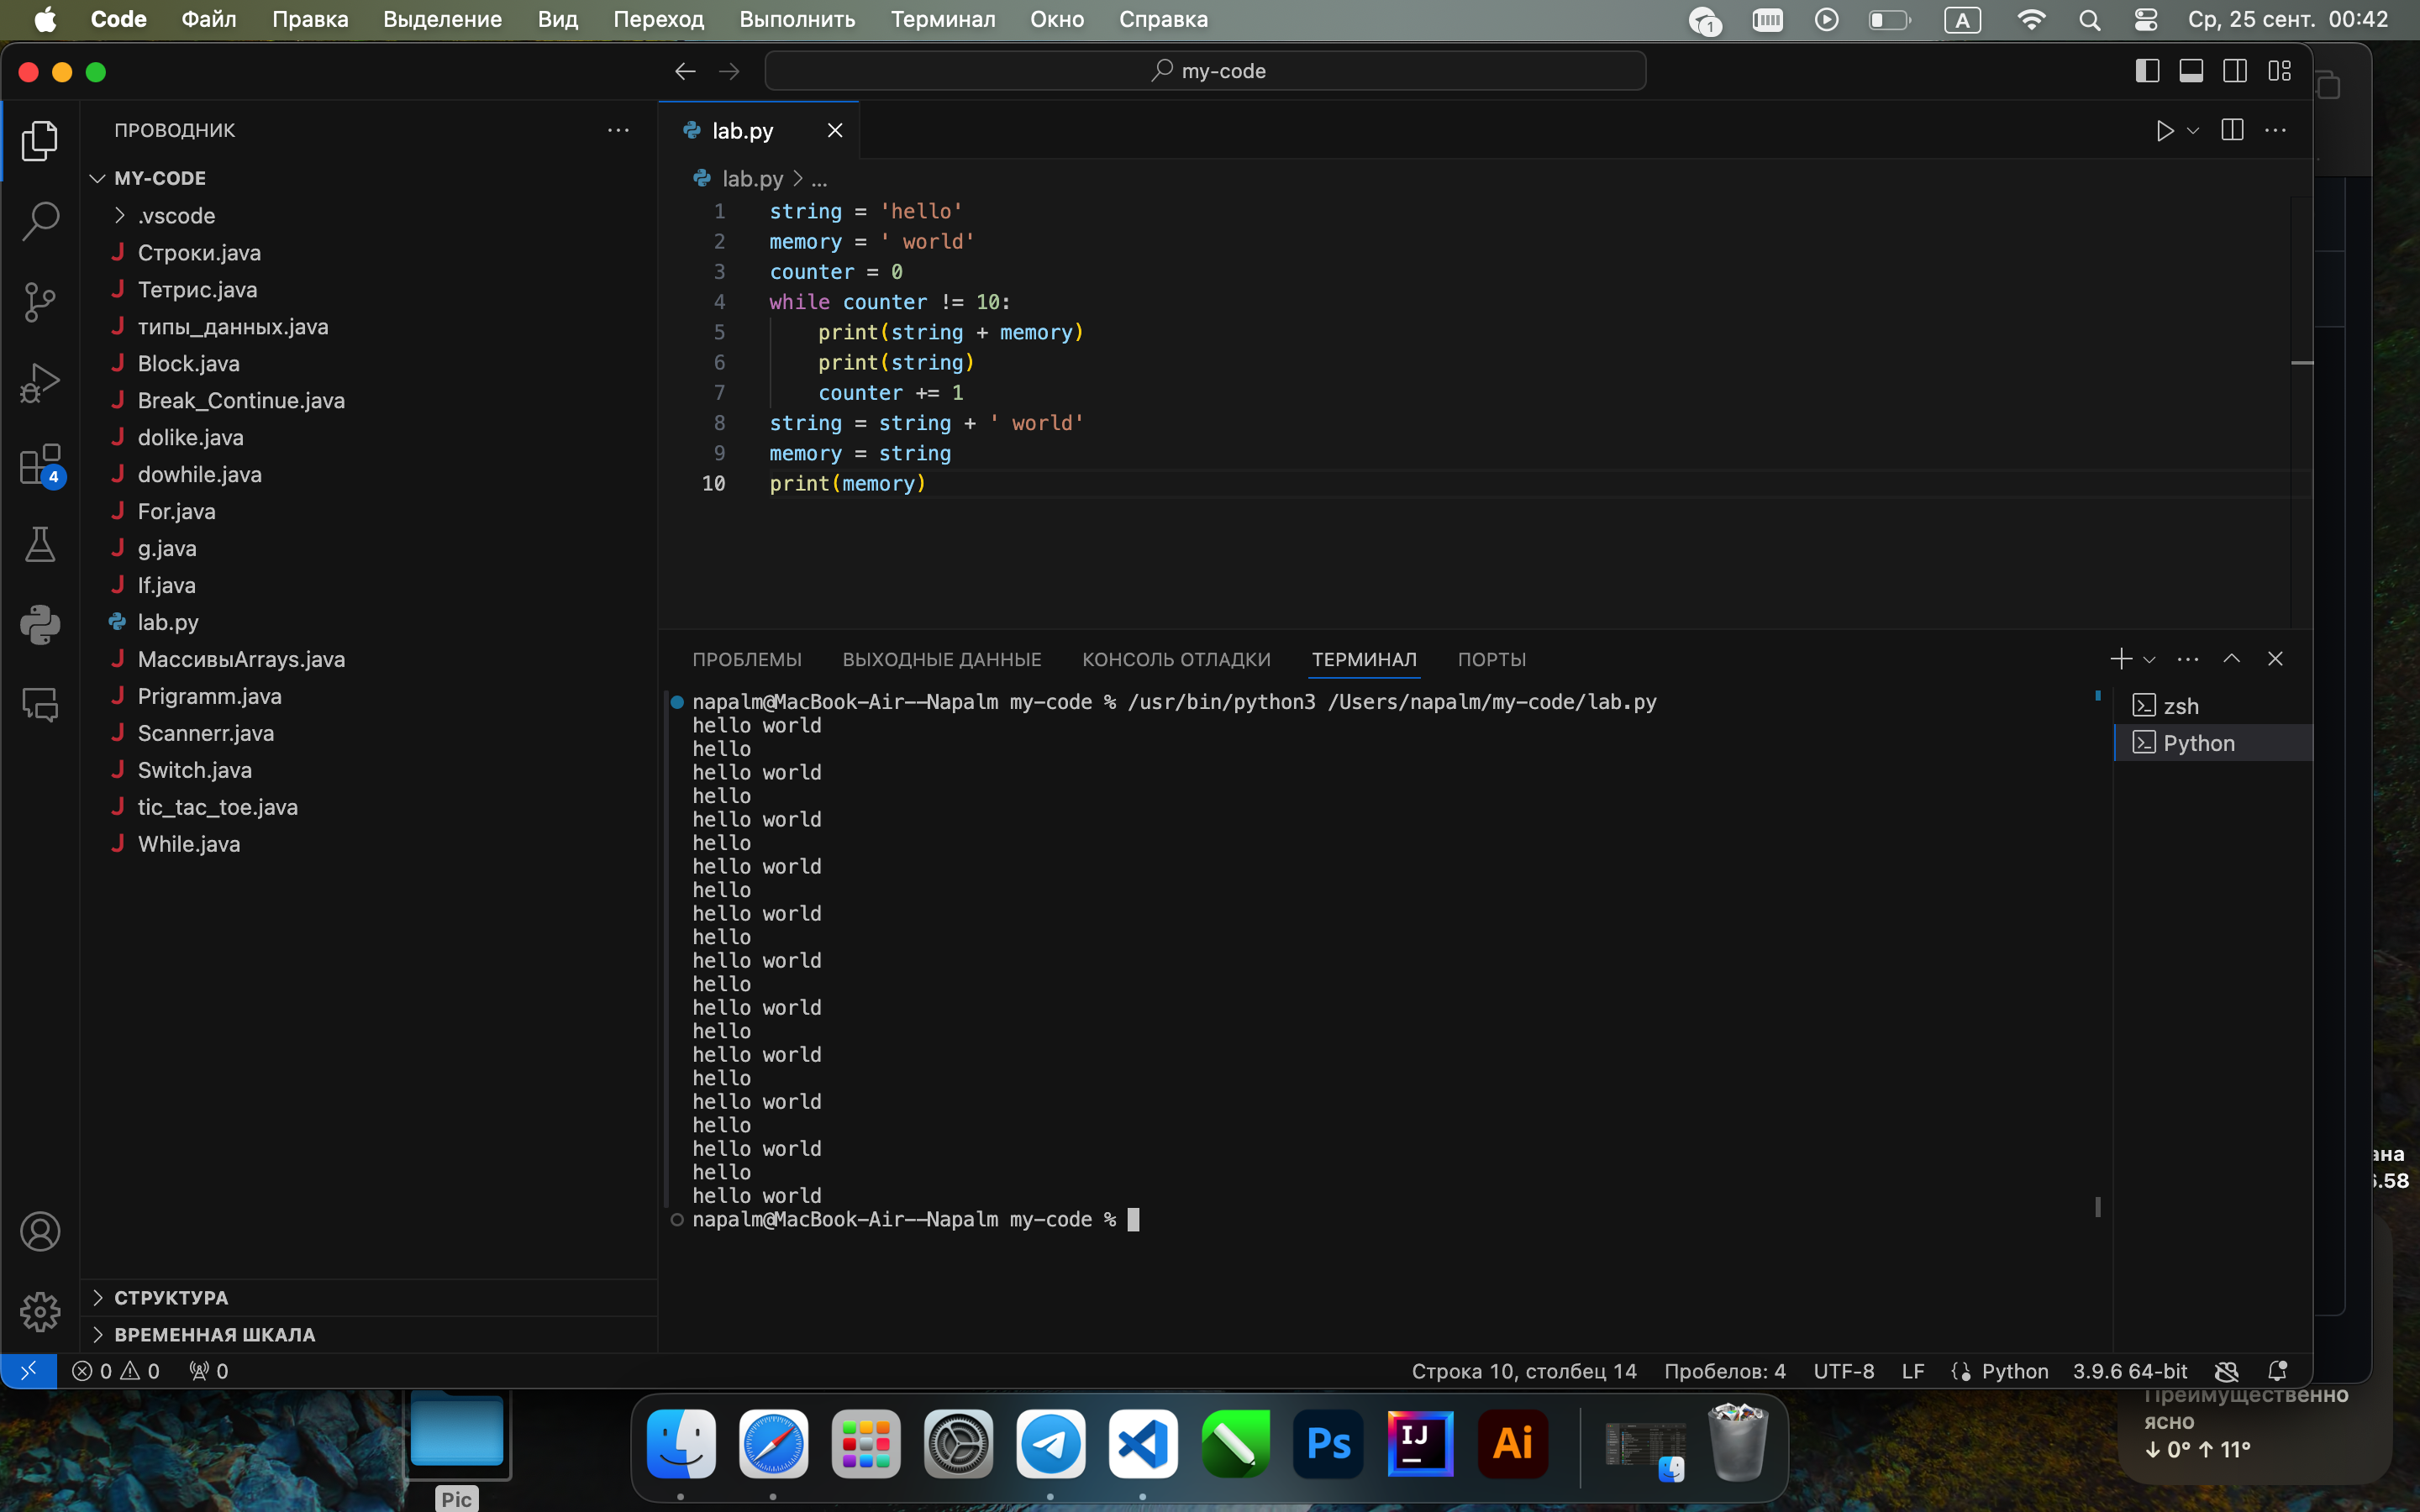 Code Файл Правка Выделение Вид Переход Выполнить Терминал Окно Справка 1 A Ср, 25 сент. 00:42
my-code
ПРОВОДНИК
MY-CODE
.vscode
J Строки.java
J Тетрис.java
J типы_данных.java
J Block.java
J Break_Continue.java
J dolike.java
J dowhile.java
J For.java
J g.java
J If.java
lab.py
J МассивыArrays.java
J Prigramm.java
J Scannerr.java
J Switch.java
J tic_tac_toe.java
J While.java
4
СТРУКТУРА
ВРЕМЕННАЯ ШКАЛА
lab.py
lab.py > ...
1 string = 'hello'
2 memory = ' world'
3 counter = 0
4 while counter != 10:
5 print(string + memory)
6 print(string)
7 counter += 1
8 string = string + ' world'
9 memory = string
10 print(memory)
ПРОБЛЕМЫ ВЫХОДНЫЕ ДАННЫЕ КОНСОЛЬ ОТЛАДКИ ТЕРМИНАЛ ПОРТЫ
napalm@MacBook-Air--Napalm my-code % /usr/bin/python3 /Users/napalm/my-code/lab.py
hello world
hello
hello world
hello
hello world
hello
hello world
hello
hello world
hello
hello world
hello
hello world
hello
hello world
hello
hello world
hello
hello world
hello
hello world
napalm@MacBook-Air--Napalm my-code %
zsh
Python
0 0 0
Строка 10, столбец 14 Пробелов: 4 UTF-8 LF Python 3.9.6 64-bit
Преимущественно
ясно
↓ 0° ↑ 11°
Pic
Ps
IJ
Ai